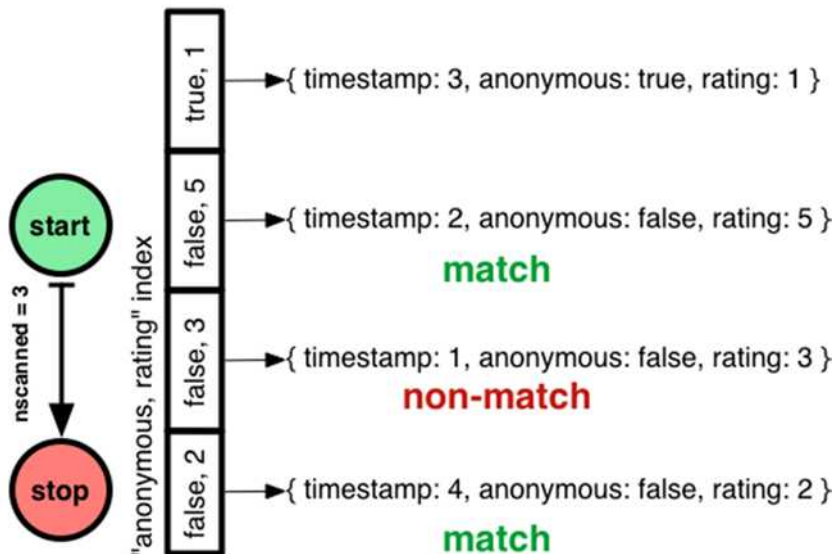 true, 1
{ timestamp: 3, anonymous: true, rating: 1 }
start
false, 5
{ timestamp: 2, anonymous: false, rating: 5 }
match
nscanned = 3
"anonymous, rating" index
false, 3
{ timestamp: 1, anonymous: false, rating: 3 }
non-match
stop
false, 2
{ timestamp: 4, anonymous: false, rating: 2 }
match